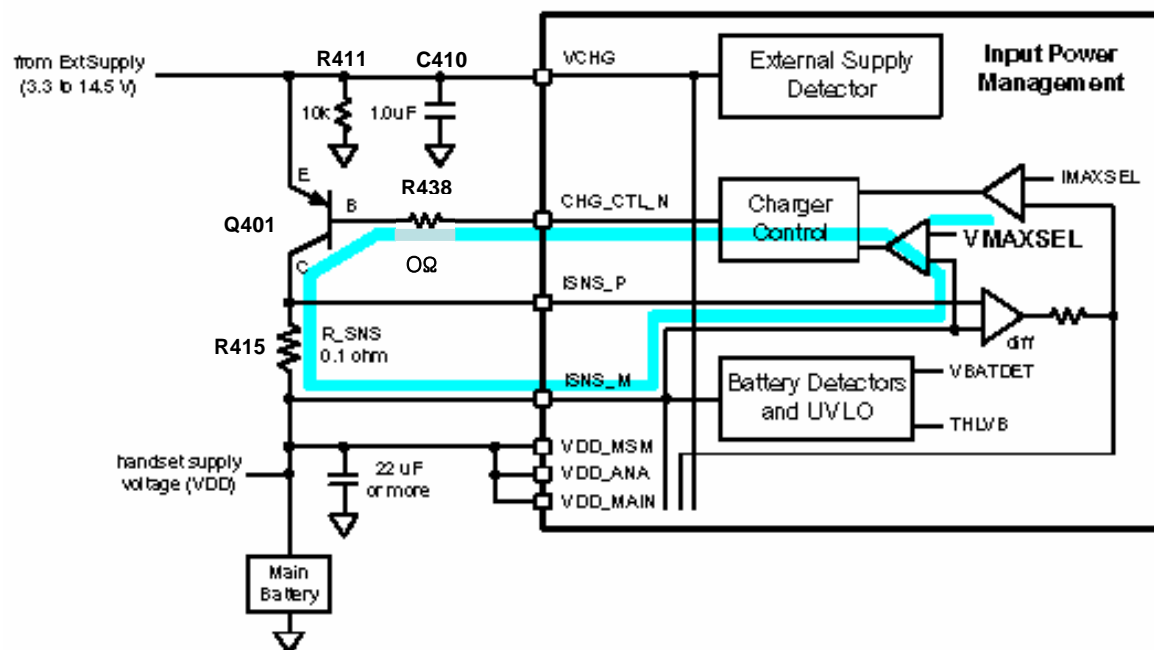 from Ext Supply
(3.3 to 14.5 V)
R411
C410
10k
1.0uF
VCHG
External Supply
Detector
Input Power
Management
E
B
C
Q401
R438
OΩ
CHG_CTL_N
Charger
Control
IMAXSEL
VMAXSEL
ISNS_P
diff
R415
R_SNS
0.1 ohm
ISNS_M
Battery Detectors
and UVLO
VBATDET
THLVB
handset supply
voltage (VDD)
22 uF
or more
VDD_MSM
VDD_ANA
VDD_MAIN
Main
Battery